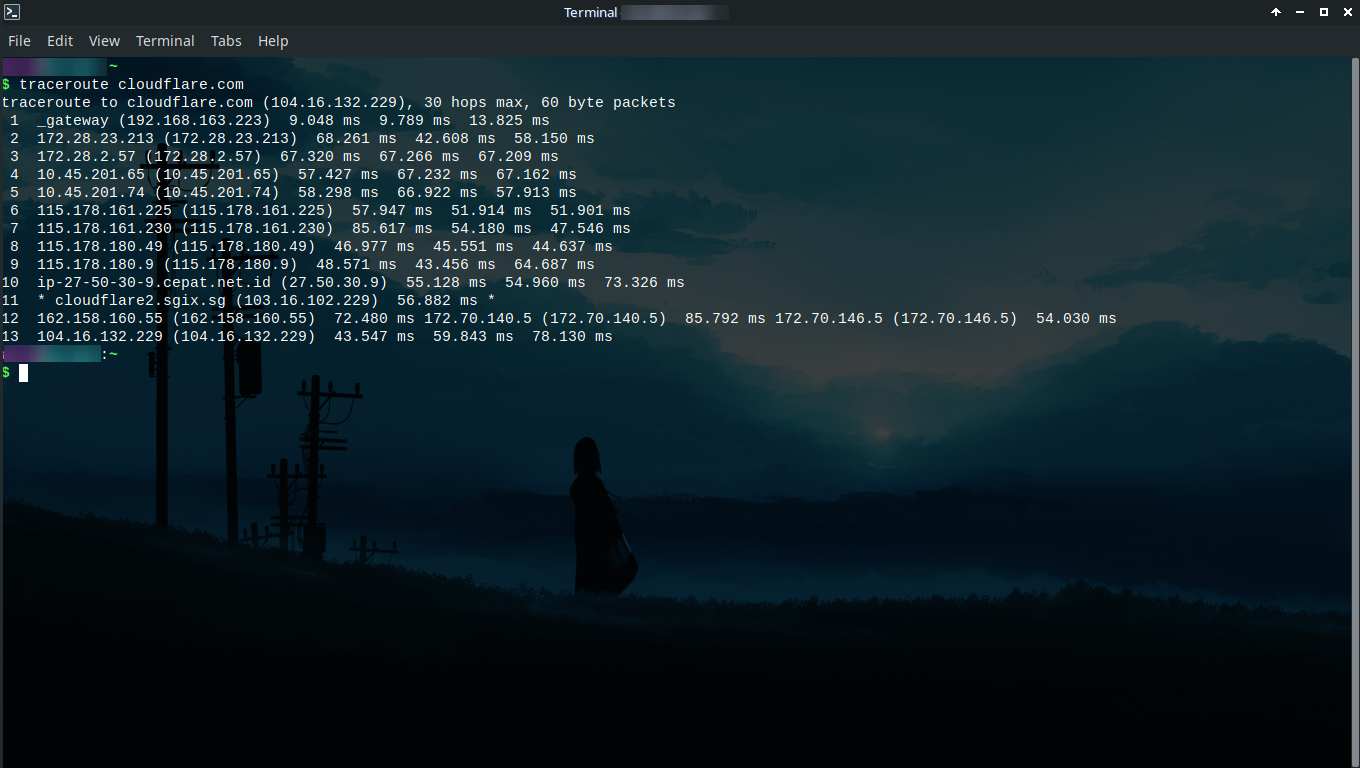 Terminal
File Edit View Terminal Tabs Help
~
$ traceroute cloudflare.com
traceroute to cloudflare.com (104.16.132.229), 30 hops max, 60 byte packets
 1  _gateway (192.168.163.223)  9.048 ms  9.789 ms  13.825 ms
 2  172.28.23.213 (172.28.23.213)  68.261 ms  42.608 ms  58.150 ms
 3  172.28.2.57 (172.28.2.57)  67.320 ms  67.266 ms  67.209 ms
 4  10.45.201.65 (10.45.201.65)  57.427 ms  67.232 ms  67.162 ms
 5  10.45.201.74 (10.45.201.74)  58.298 ms  66.922 ms  57.913 ms
 6  115.178.161.225 (115.178.161.225)  57.947 ms  51.914 ms  51.901 ms
 7  115.178.161.230 (115.178.161.230)  85.617 ms  54.180 ms  47.546 ms
 8  115.178.180.49 (115.178.180.49)  46.977 ms  45.551 ms  44.637 ms
 9  115.178.180.9 (115.178.180.9)  48.571 ms  43.456 ms  64.687 ms
10  ip-27-50-30-9.cepat.net.id (27.50.30.9)  55.128 ms  54.960 ms  73.326 ms
11  * cloudflare2.sgix.sg (103.16.102.229)  56.882 ms *
12  162.158.160.55 (162.158.160.55)  72.480 ms 172.70.140.5 (172.70.140.5)  85.792 ms 172.70.146.5 (172.70.146.5)  54.030 ms
13  104.16.132.229 (104.16.132.229)  43.547 ms  59.843 ms  78.130 ms
:~
$